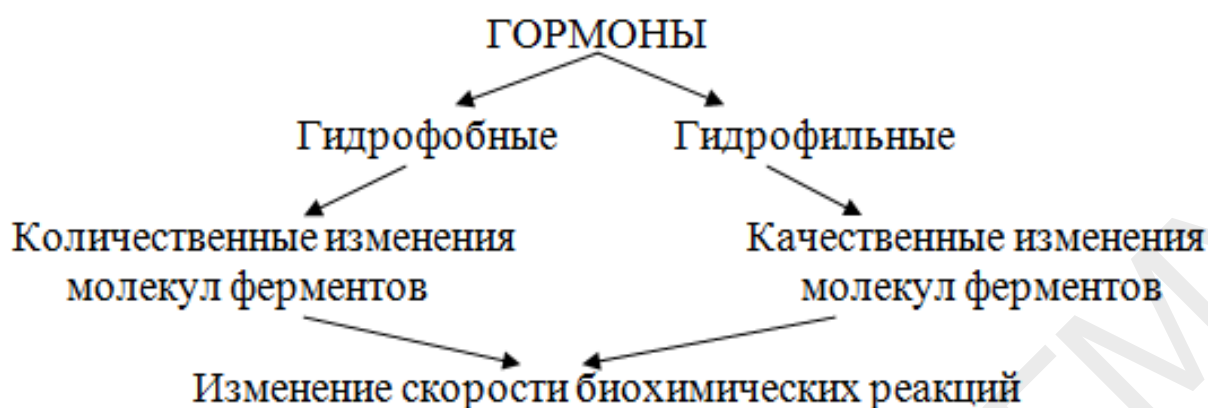 ГОРМОНЫ
Гидрофобные
Гидрофильные
Количественные изменения
молекул ферментов
Качественные изменения
молекул ферментов
Изменение скорости биохимических реакций